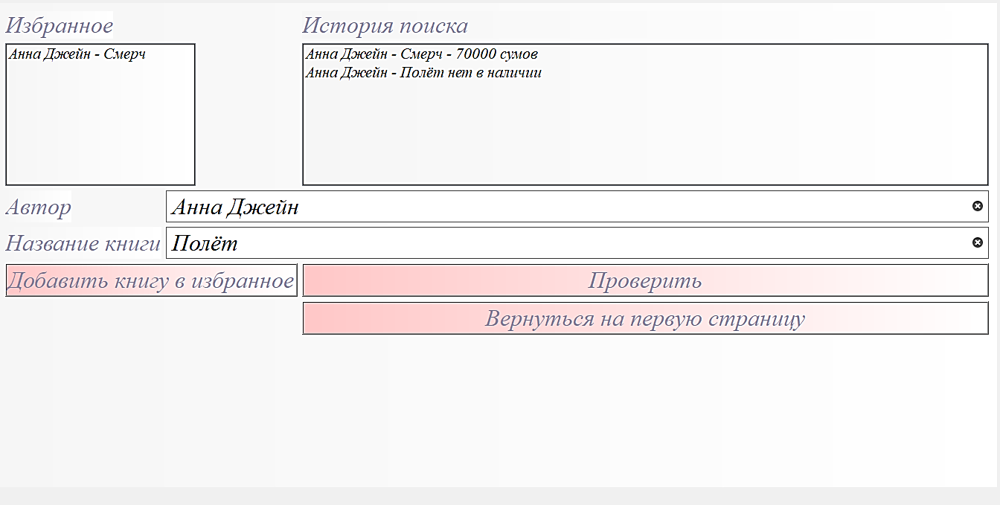 Избранное
История поиска
Анна Джейн - Смерч
Анна Джейн - Смерч - 70000 сумов
Анна Джейн - Полёт нет в наличии
Автор
Анна Джейн
Название книги
Полёт
Добавить книгу в избранное
Проверить
Вернуться на первую страницу